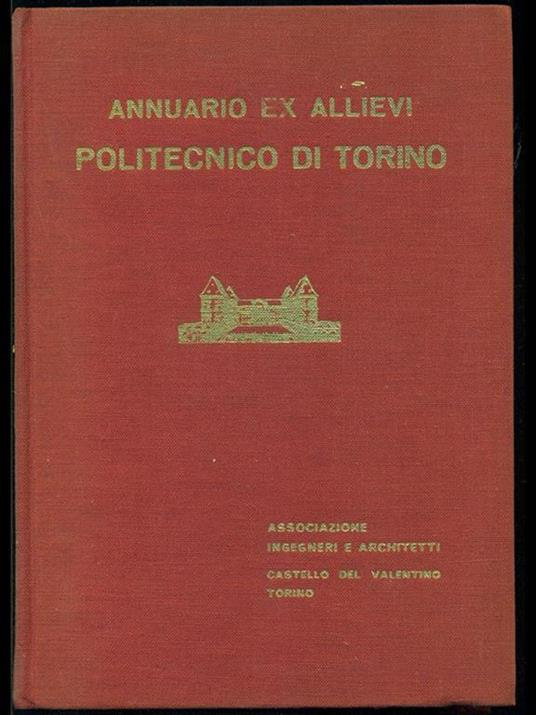 ANNUARIO EX ALLIEVI
POLITECNICO DI TORINO
ASSOCIAZIONE
INGEGNERI E ARCHITETTI
CASTELLO DEL VALENTINO
TORINO